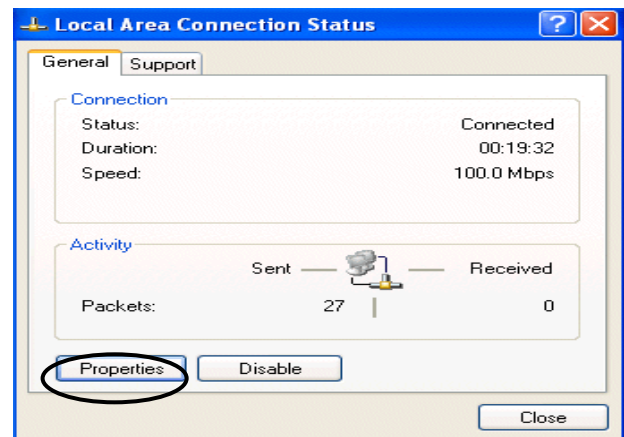 Local Area Connection Status ?
General Support
Connection
Status: Connected
Duration: 00:19:32
Speed: 100.0 Mbps
Activity
Sent Received
Packets: 27 0
Properties Disable
Close